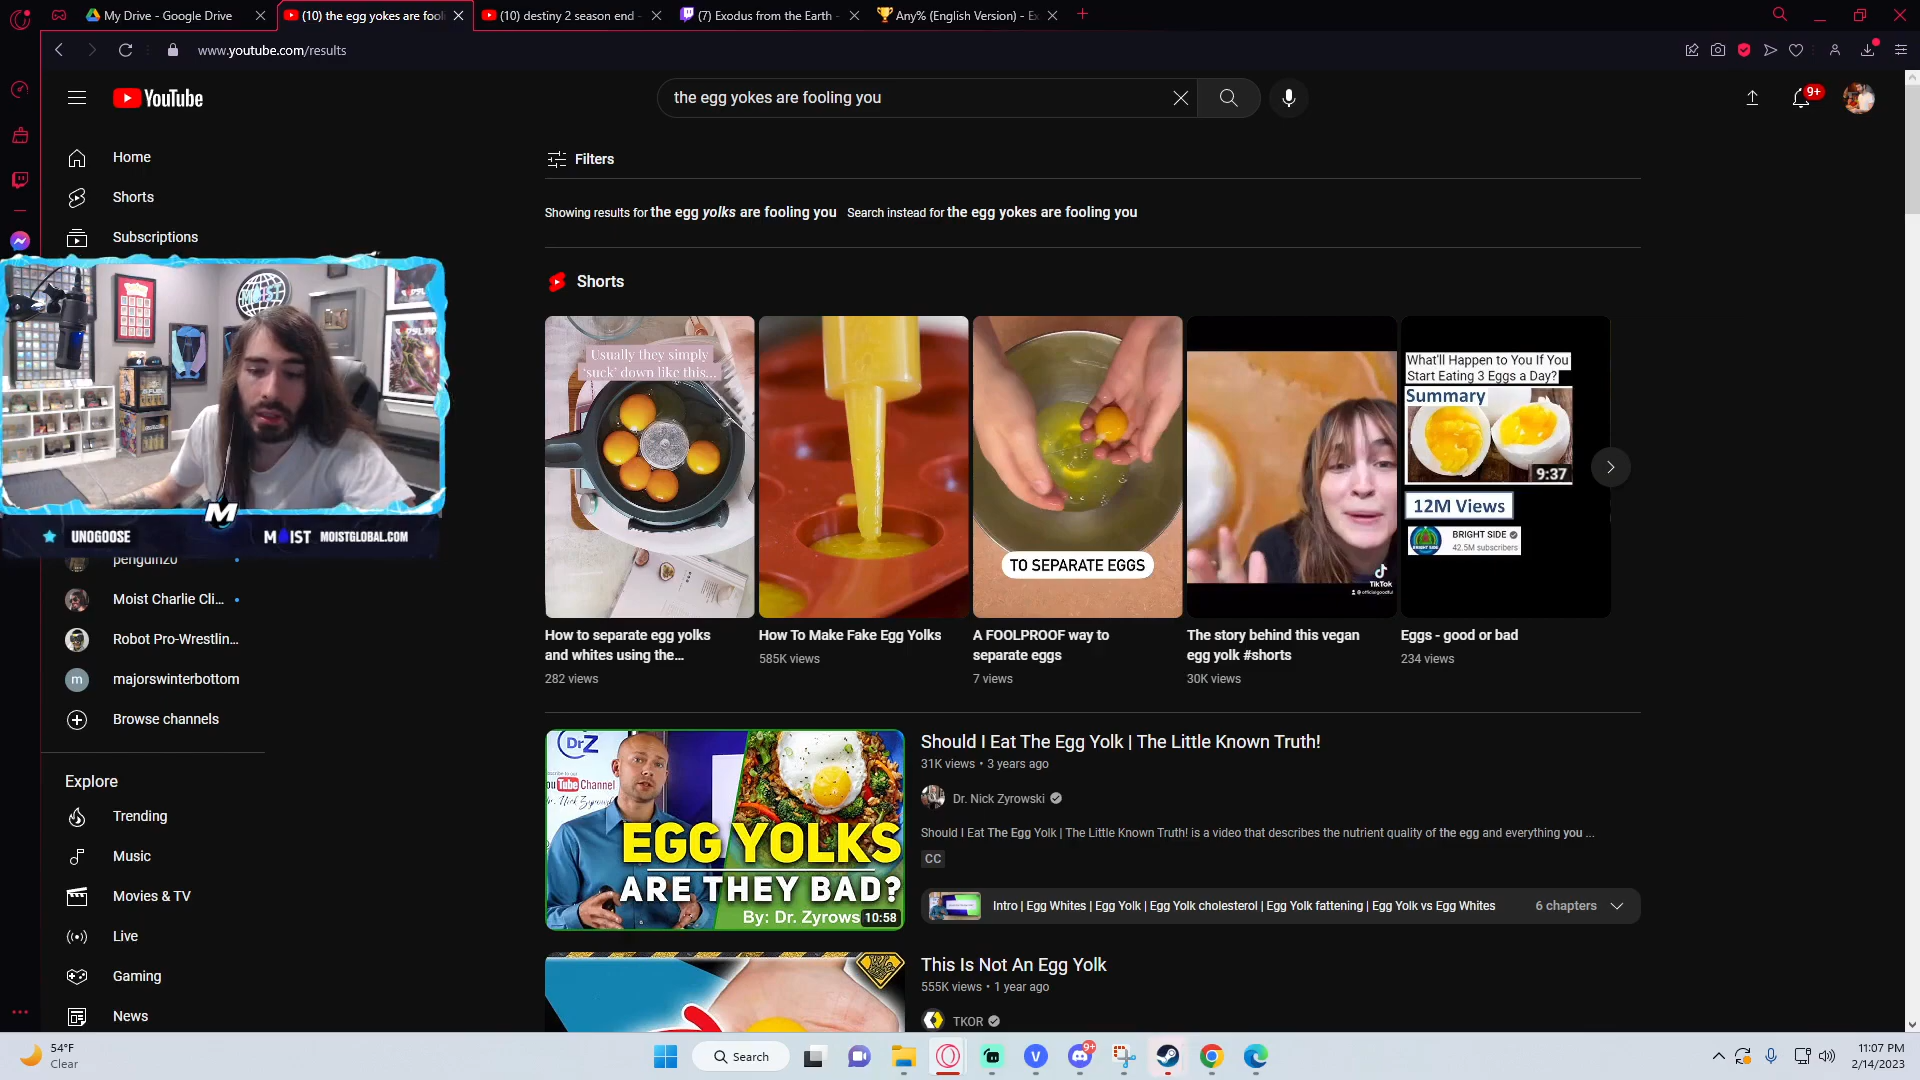 My Drive - Google Drive
(10) the egg yokes are fool
(10) destiny 2 season end -
(7) Exodus from the Earth -
Any% (English Version) - Ex
www.youtube.com/results
YouTube
the egg yokes are fooling you
9+
Home
Shorts
Subscriptions
Filters
Showing results for the egg yolks are fooling you Search instead for the egg yokes are fooling you
Shorts
Usually they simply
'suck' down like this...
TO SEPARATE EGGS
TikTok
What'll Happen to You If You
Start Eating 3 Eggs a Day?
Summary
9:37
12M Views
BRIGHT SIDE
42.5M subscribers
How to separate egg yolks
and whites using the...
282 views
How To Make Fake Egg Yolks
585K views
A FOOLPROOF way to
separate eggs
7 views
The story behind this vegan
egg yolk #shorts
30K views
Eggs - good or bad
234 views
MOIST
UNOGOOSE
M
MOIST MOISTGLOBAL.COM
penguinz0
Moist Charlie Cli...
Robot Pro-Wrestlin...
m
majorswinterbottom
Browse channels
Explore
Trending
Music
Movies & TV
Live
Gaming
News
DrZ
YouTube Channel
EGG YOLKS
ARE THEY BAD?
By: Dr. Zyrows
10:58
Should I Eat The Egg Yolk | The Little Known Truth!
31K views • 3 years ago
Dr. Nick Zyrowski
Should I Eat The Egg Yolk | The Little Known Truth! is a video that describes the nutrient quality of the egg and everything you ...
CC
Intro | Egg Whites | Egg Yolk | Egg Yolk cholesterol | Egg Yolk fattening | Egg Yolk vs Egg Whites
6 chapters
This Is Not An Egg Yolk
555K views • 1 year ago
TKOR
54°F
Clear
Search
V
9+
11:07 PM
2/14/2023